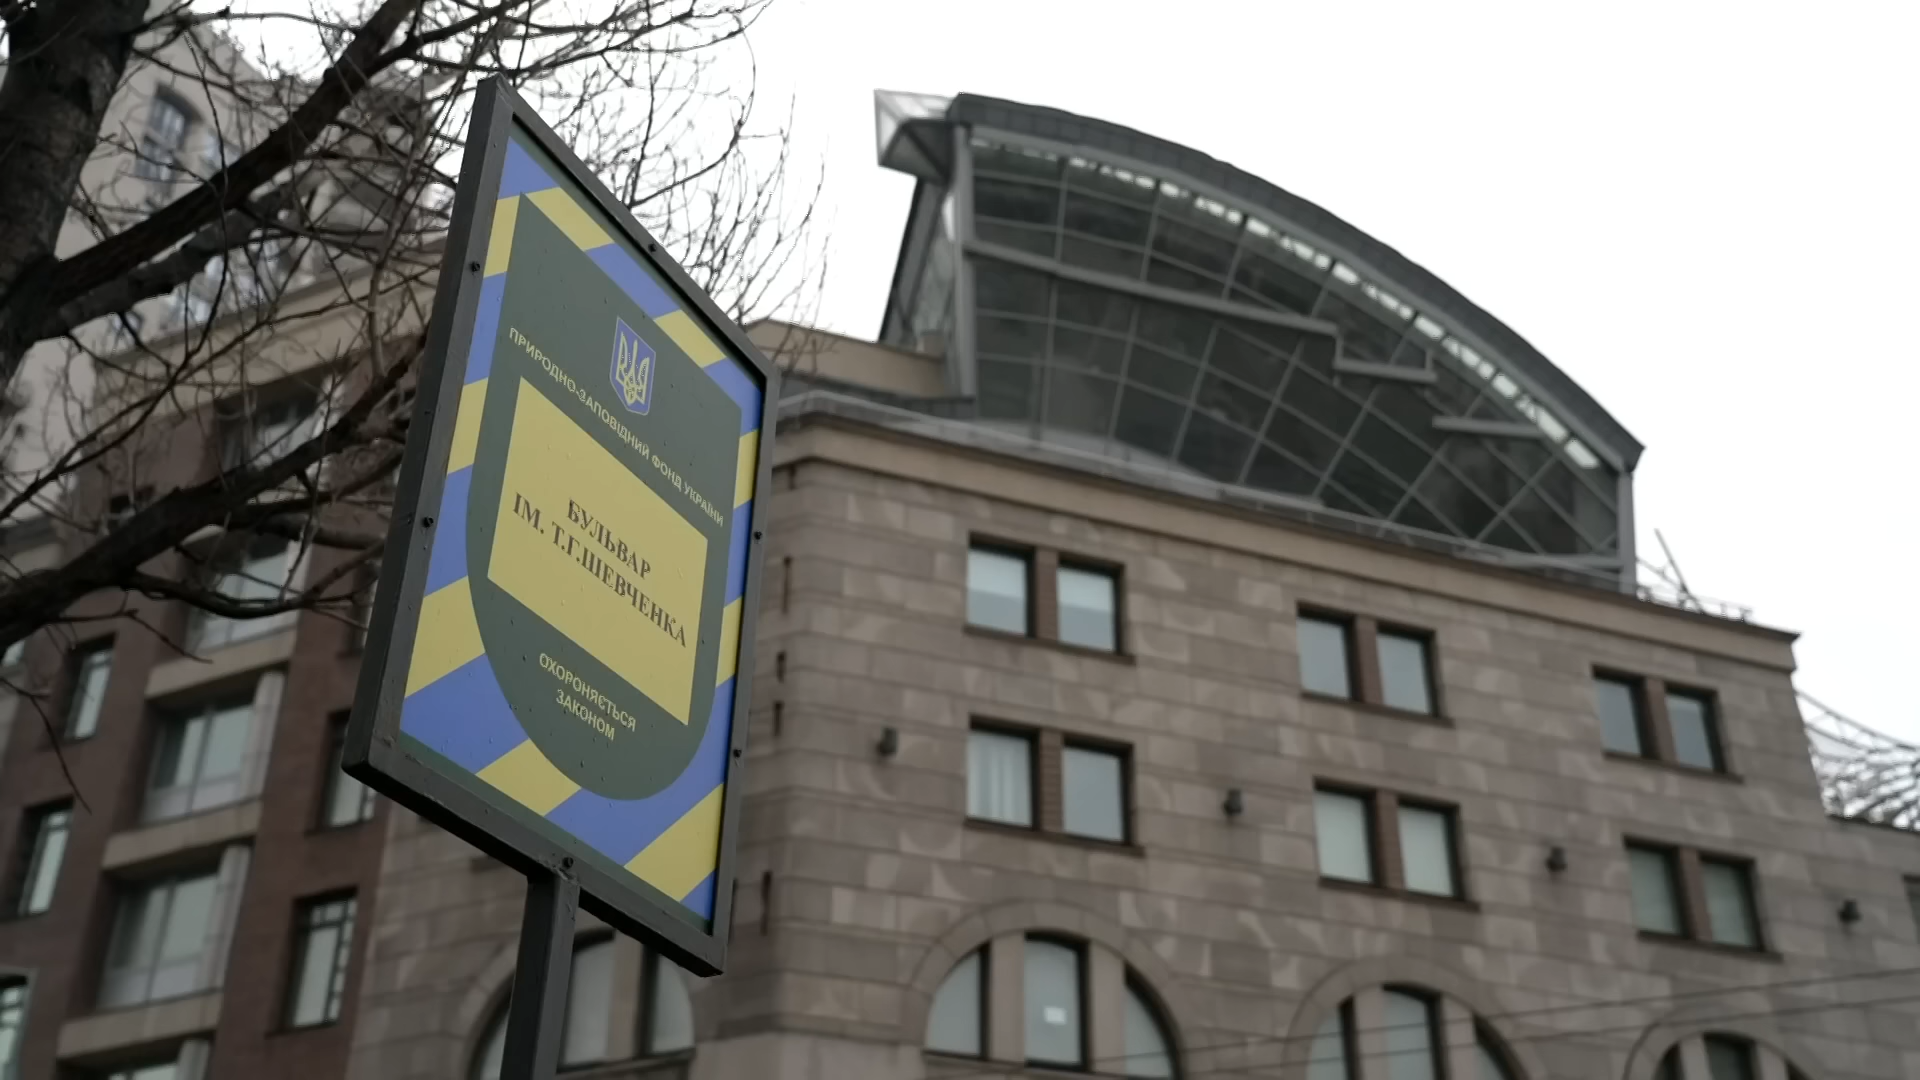 ПРИРОДНО-ЗАПОВІДНИЙ ФОНД УКРАЇНИ
БУЛЬВАР
ІМ. Т.Г.ШЕВЧЕНКА
ОХОРОНЯЄТЬСЯ
ЗАКОНОМ